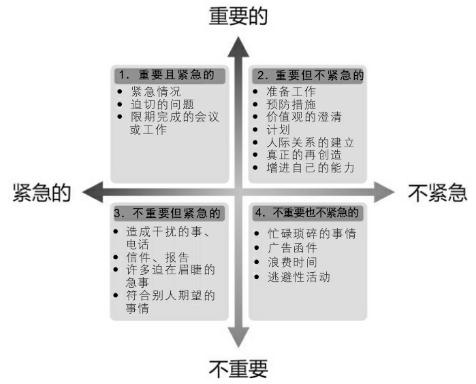 重要的
1. 重要且紧急的
紧急情况
迫切的问题
限期完成的会议
或工作
2. 重要但不紧急的
准备工作
预防措施
价值观的澄清
计划
人际关系的建立
真正的再创造
增进自己的能力
紧急的
不紧急
3. 不重要但紧急的
造成干扰的事、
电话
信件、报告
许多迫在眉睫的
急事
符合别人期望的
事情
4. 不重要也不紧急的
忙碌琐碎的事情
广告函件
浪费时间
逃避性活动
不重要